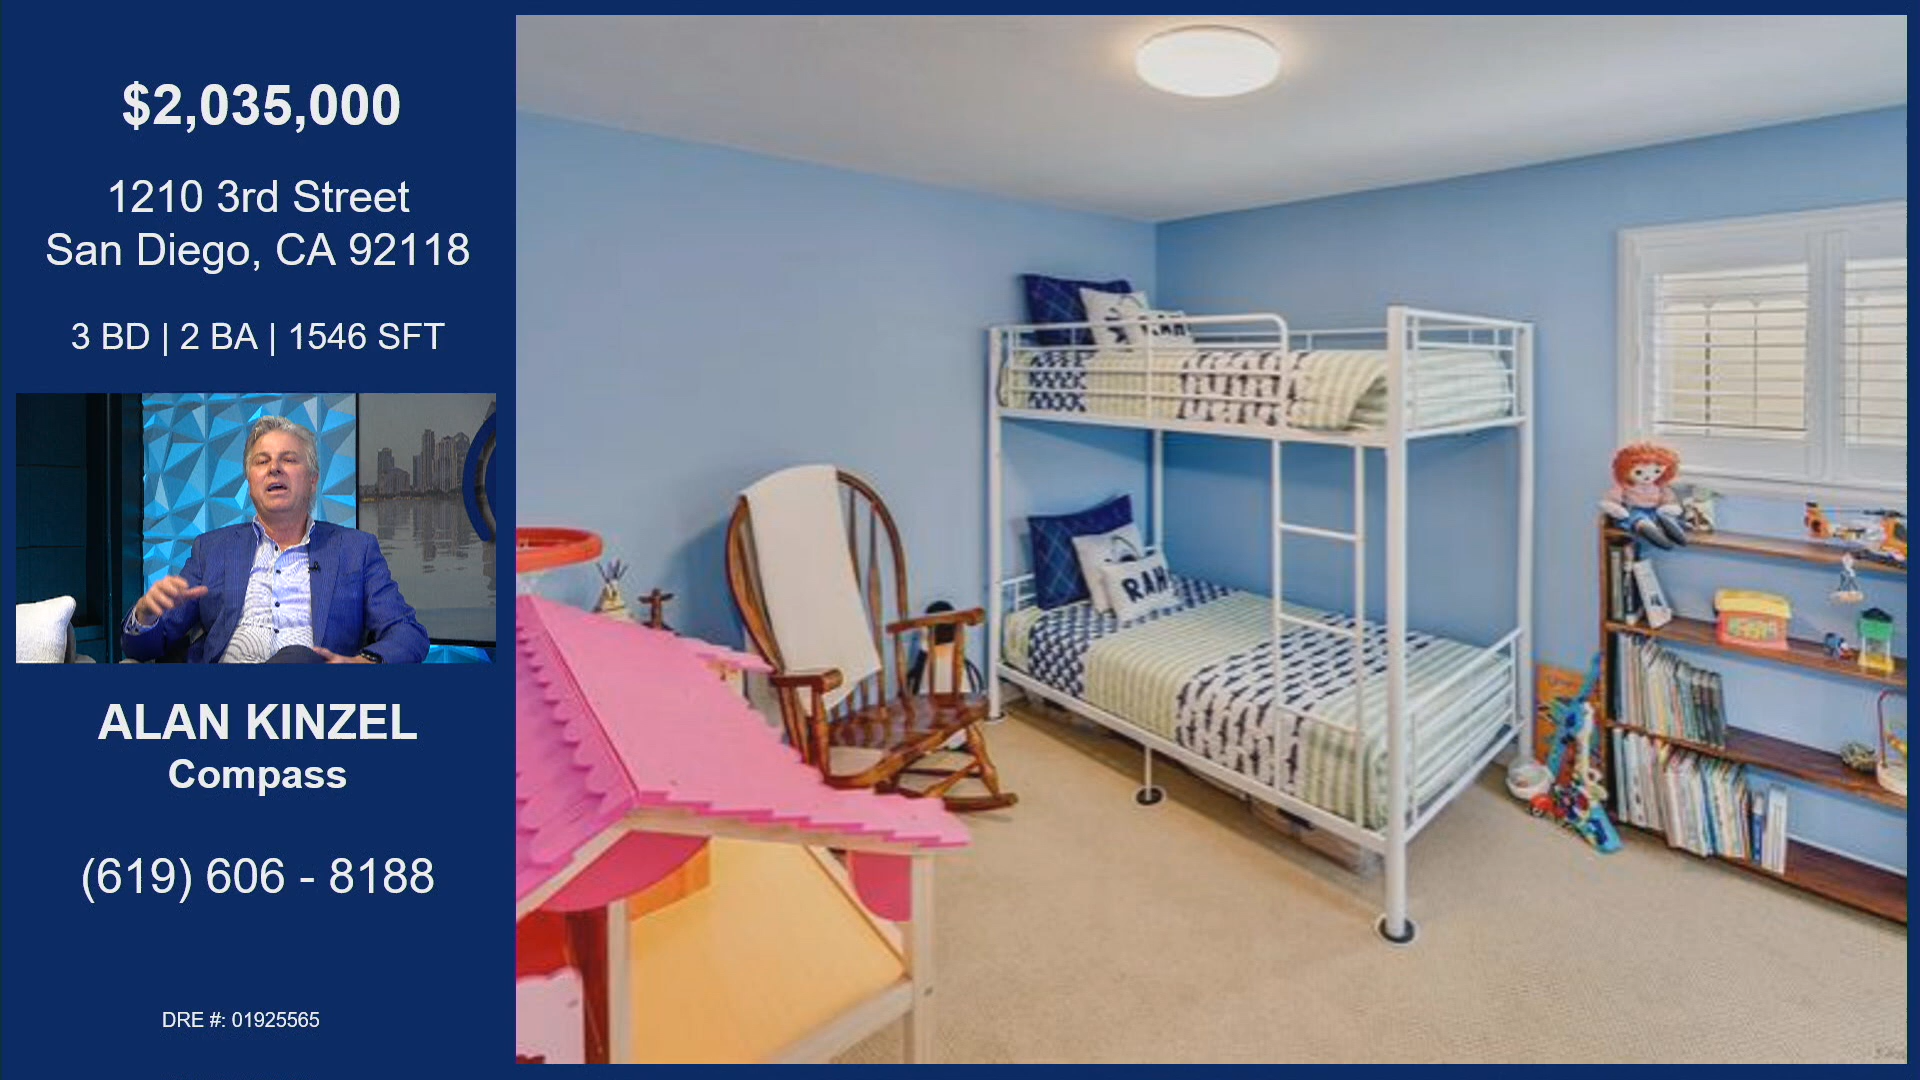 $2,035,000
1210 3rd Street
San Diego, CA 92118
3 BD | 2 BA | 1546 SFT
ALAN KINZEL
Compass
(619) 606 - 8188
DRE #: 01925565
RAH